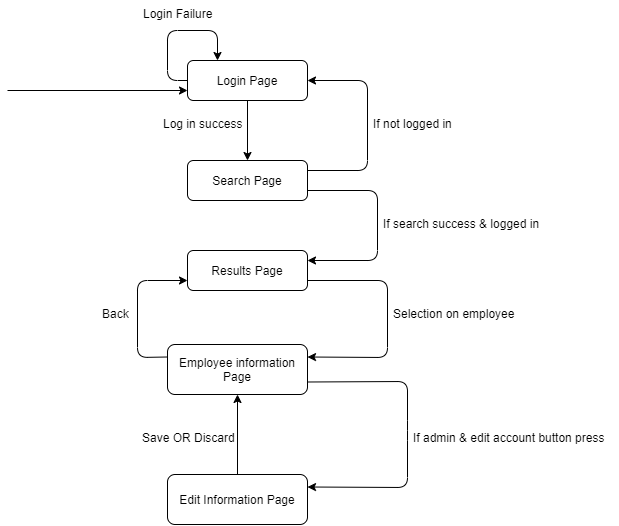 Login Failure
Login Page
Log in success
If not logged in
Search Page
If search success & logged in
Results Page
Back
Selection on employee
Employee information
Page
Save OR Discard
If admin & edit account button press
Edit Information Page